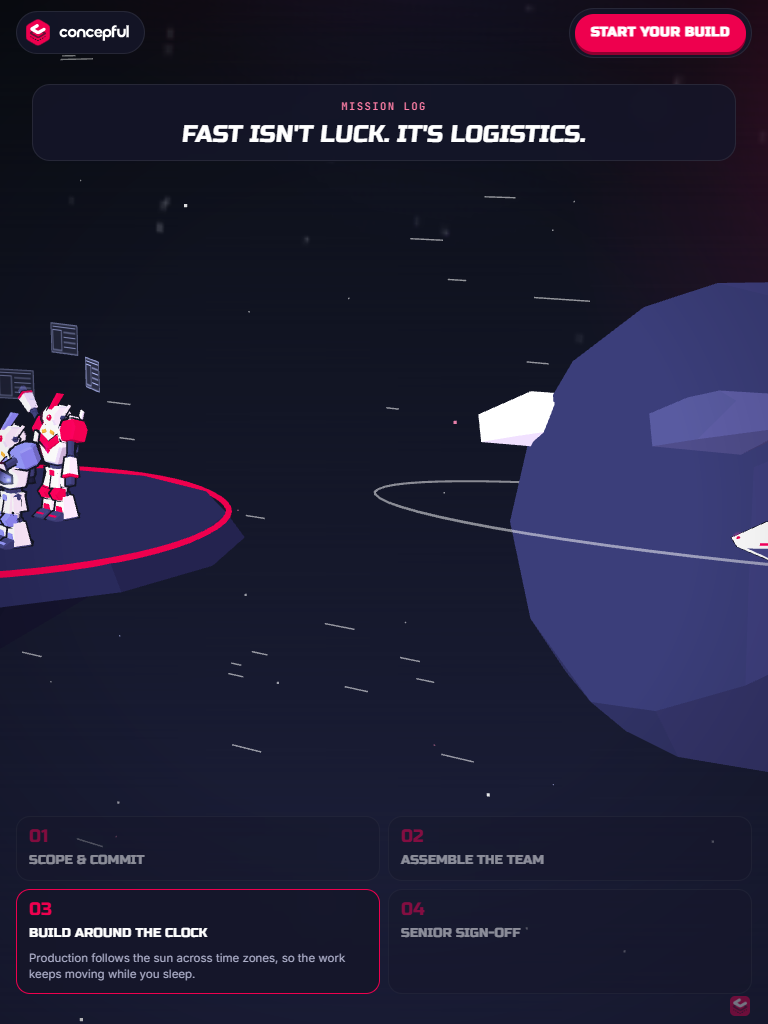 concepful
START YOUR BUILD
MISSION LOG
FAST ISN'T LUCK. IT'S LOGISTICS.
01
SCOPE & COMMIT
02
ASSEMBLE THE TEAM
03
BUILD AROUND THE CLOCK
Production follows the sun across time zones, so the work
keeps moving while you sleep.
04
SENIOR SIGN-OFF